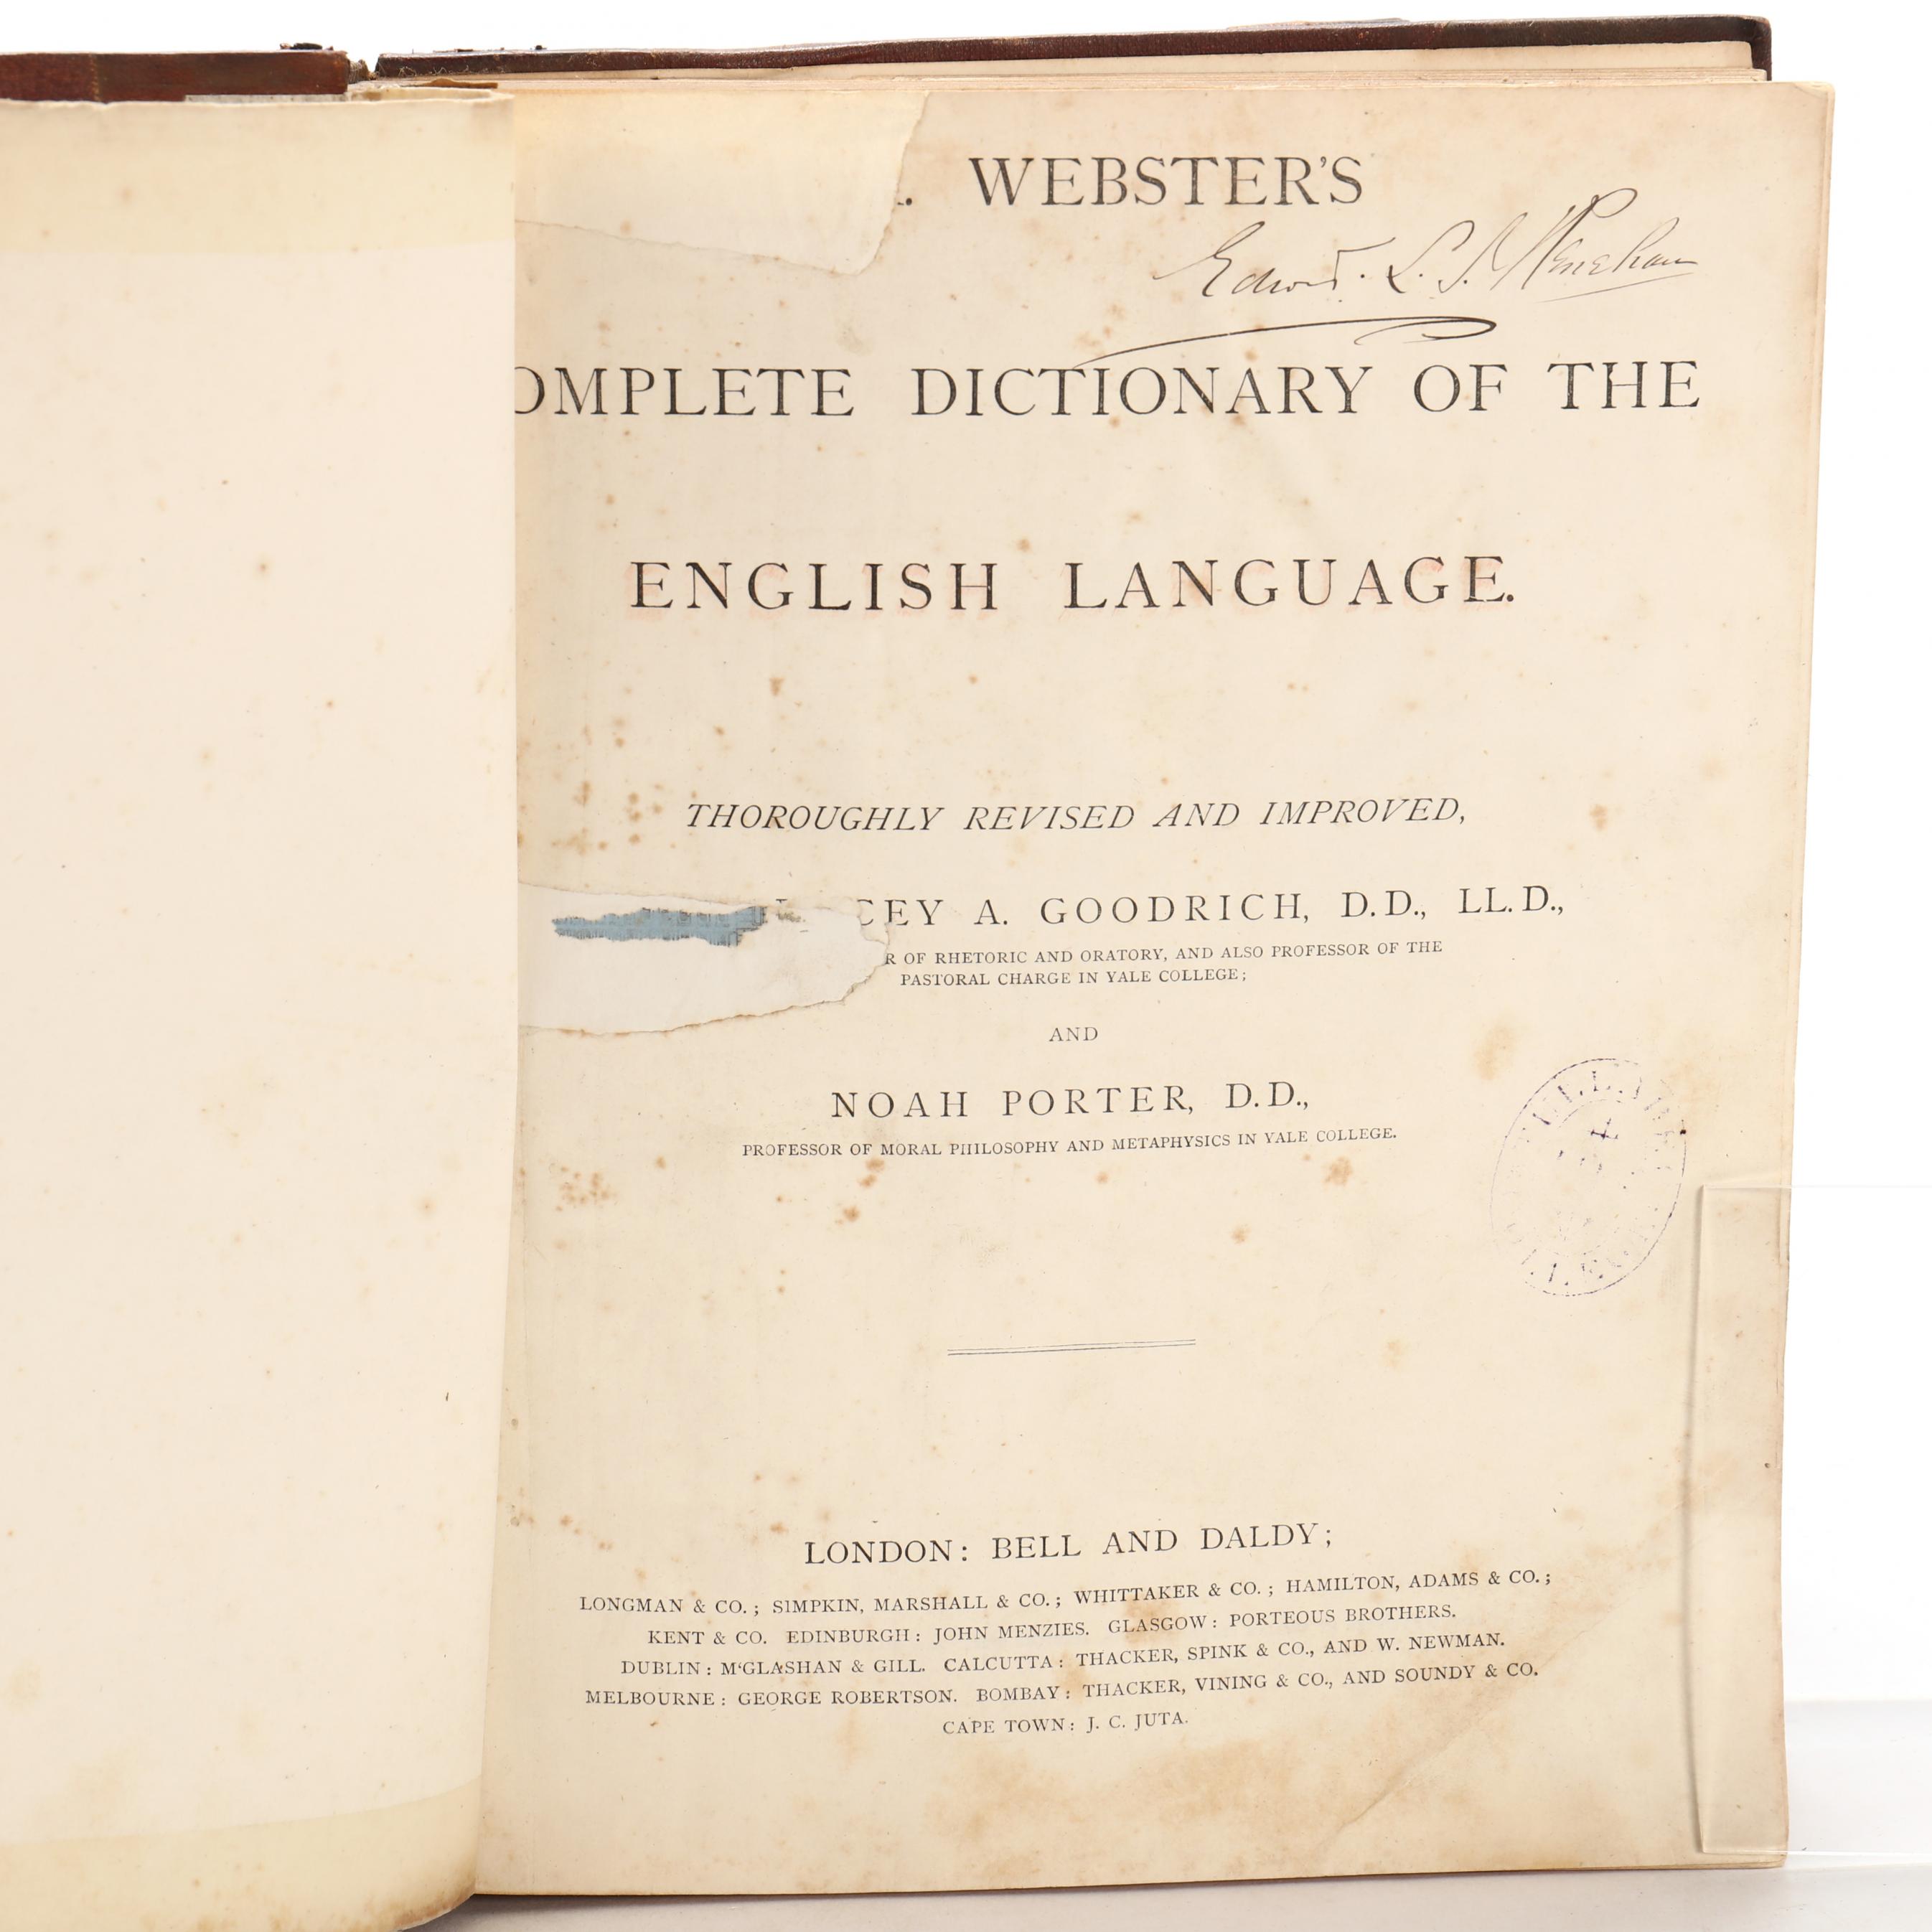 . WEBSTER'S
Edwd. L. J.
OMPLETE DICTIONARY OF THE
ENGLISH LANGUAGE.
THOROUGHLY REVISED AND IMPROVED,
CEY A. GOODRICH, D.D., LL.D.,
R OF RHETORIC AND ORATORY, AND ALSO PROFESSOR OF THE
PASTORAL CHARGE IN YALE COLLEGE;
AND
NOAH PORTER, D.D.,
PROFESSOR OF MORAL PHILOSOPHY AND METAPHYSICS IN YALE COLLEGE.
LONDON: BELL AND DALDY;
LONGMAN & CO.; SIMPKIN, MARSHALL & CO.; WHITTAKER & CO.; HAMILTON, ADAMS & CO.;
KENT & CO. EDINBURGH: JOHN MENZIES. GLASGOW: PORTEOUS BROTHERS.
DUBLIN: M'GLASHAN & GILL. CALCUTTA: THACKER, SPINK & CO., AND W. NEWMAN.
MELBOURNE: GEORGE ROBERTSON. BOMBAY: THACKER, VINING & CO., AND SOUNDY & CO.
CAPE TOWN: J. C. JUTA.